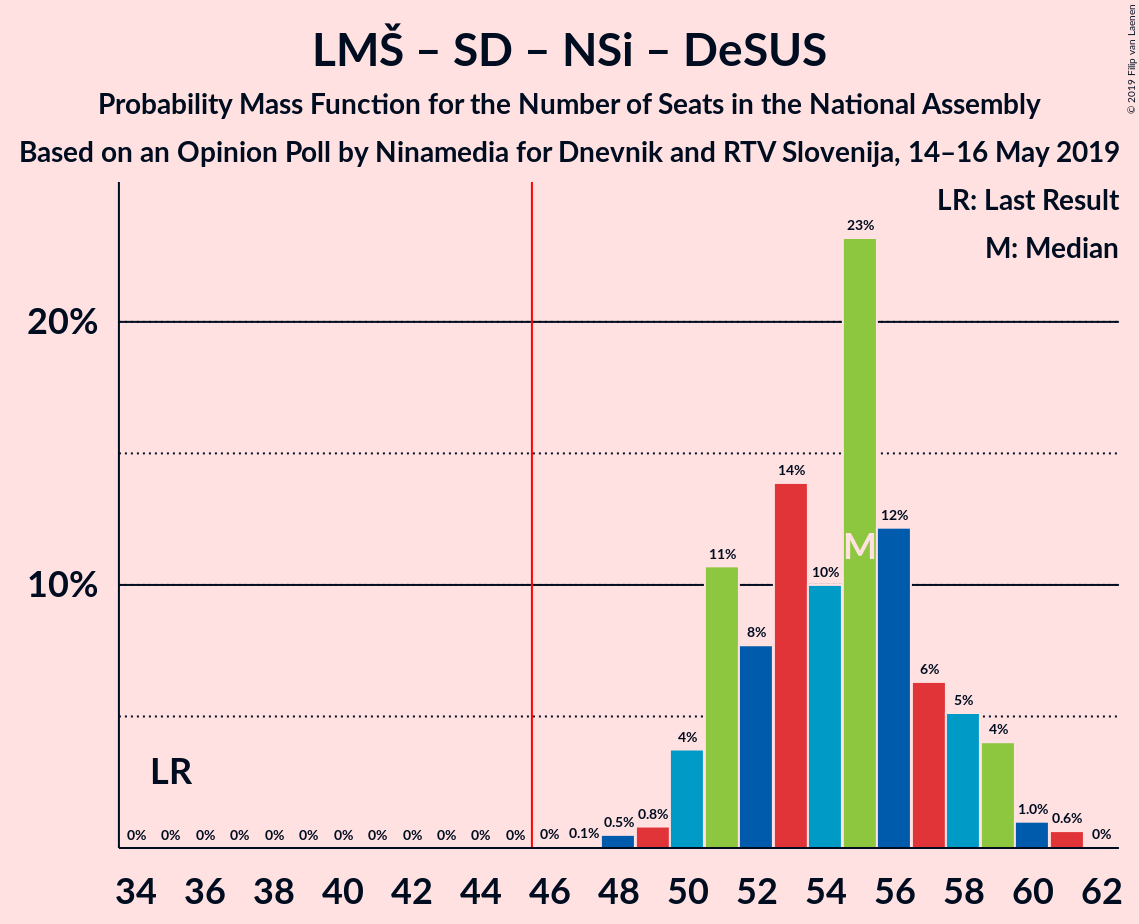 LMŠ – SD – NSi – DeSUS
Probability Mass Function for the Number of Seats in the National Assembly
Based on an Opinion Poll by Ninamedia for Dnevnik and RTV Slovenija, 14–16 May 2019
© 2019 Filip van Laenen
LR: Last Result
M: Median
20%
10%
LR
M
0% 0% 0% 0% 0% 0% 0% 0% 0% 0% 0% 0% 0% 0.1% 0.5% 0.8% 4% 11% 8% 14% 10% 23% 12% 6% 5% 4% 1.0% 0.6% 0%
34 36 38 40 42 44 46 48 50 52 54 56 58 60 62